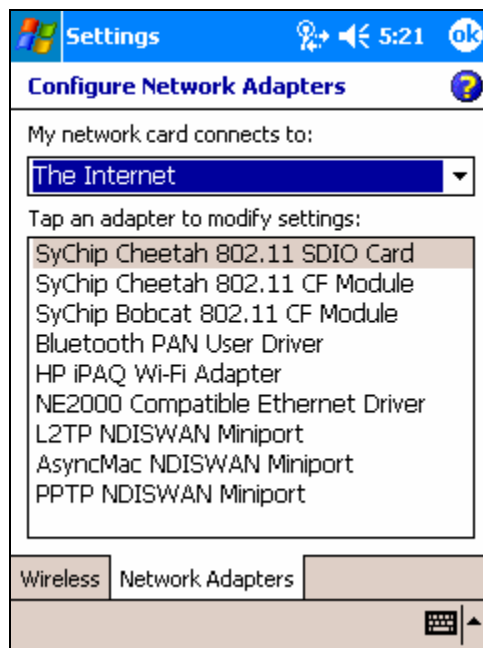 Settings 5:21 ok
Configure Network Adapters ?
My network card connects to:
The Internet
Tap an adapter to modify settings:
SyChip Cheetah 802.11 SDIO Card
SyChip Cheetah 802.11 CF Module
SyChip Bobcat 802.11 CF Module
Bluetooth PAN User Driver
HP iPAQ Wi-Fi Adapter
NE2000 Compatible Ethernet Driver
L2TP NDISWAN Miniport
AsyncMac NDISWAN Miniport
PPTP NDISWAN Miniport
Wireless Network Adapters